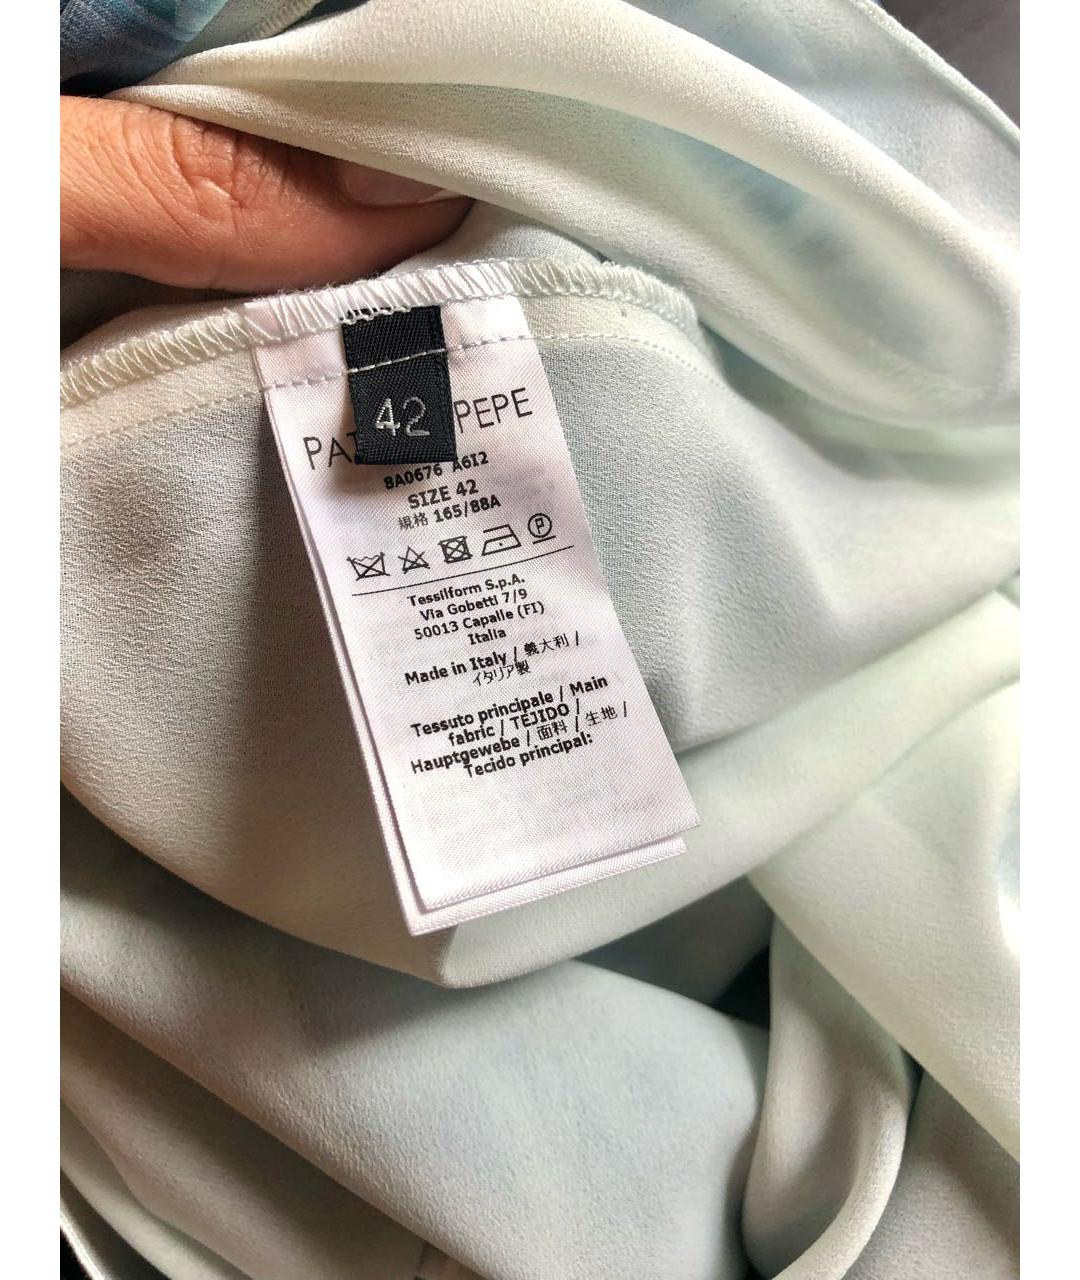 42
PAT PEPE
8A0676 A6I2
SIZE 42
規格 165/88A
P
Tessilform S.p.A.
Via Gobetti 7/9
50013 Capalle (FI)
Italia
Made in Italy / 義大利 /
イタリア製
Tessuto principale / Main
fabric / TEJIDO /
Hauptgewebe / 面料 / 生地 /
Tecido principal: